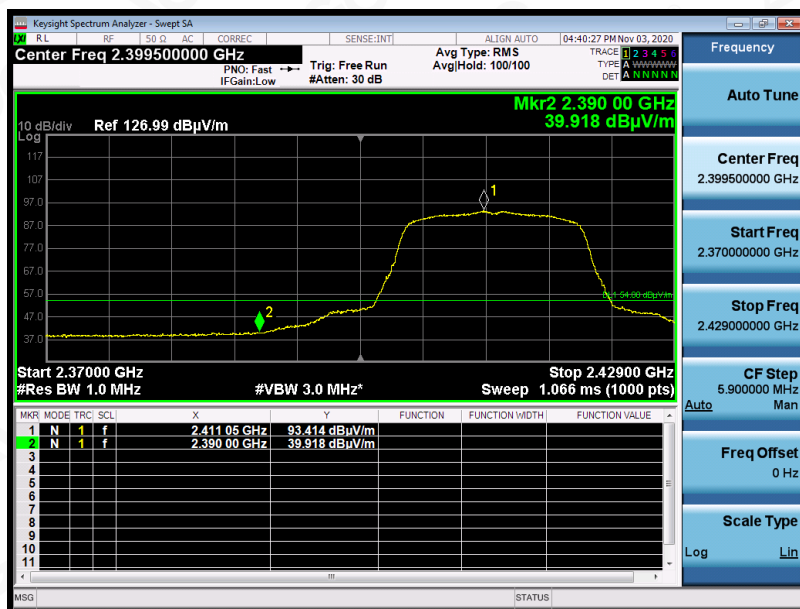 Keysight Spectrum Analyzer - Swept SA
LXI RL RF 50 Ω AC CORREC SENSE:INT ALIGN AUTO 04:40:27 PM Nov 03, 2020
Center Freq 2.399500000 GHz
PNO: Fast
IFGain:Low
Trig: Free Run
#Atten: 30 dB
Avg Type: RMS
Avg|Hold: 100/100
TRACE 1 2 3 4 5 6
TYPE A WWWWW
DET A N N N N N
Mkr2 2.390 00 GHz
39.918 dBµV/m
10 dB/div Ref 126.99 dBµV/m
Log
117
107
97.0
87.0
77.0
67.0
57.0
47.0
37.0
1
2
DL1 54.00 dBµV/m
Start 2.37000 GHz Stop 2.42900 GHz
#Res BW 1.0 MHz #VBW 3.0 MHz* Sweep 1.066 ms (1000 pts)
MKR MODE TRC SCL X Y FUNCTION FUNCTION WIDTH FUNCTION VALUE
1 N 1 f 2.411 05 GHz 93.414 dBµV/m
2 N 1 f 2.390 00 GHz 39.918 dBµV/m
3
4
5
6
7
8
9
10
11
MSG STATUS
Frequency
Auto Tune
Center Freq
2.399500000 GHz
Start Freq
2.370000000 GHz
Stop Freq
2.429000000 GHz
CF Step
5.900000 MHz
Auto Man
Freq Offset
0 Hz
Scale Type
Log Lin